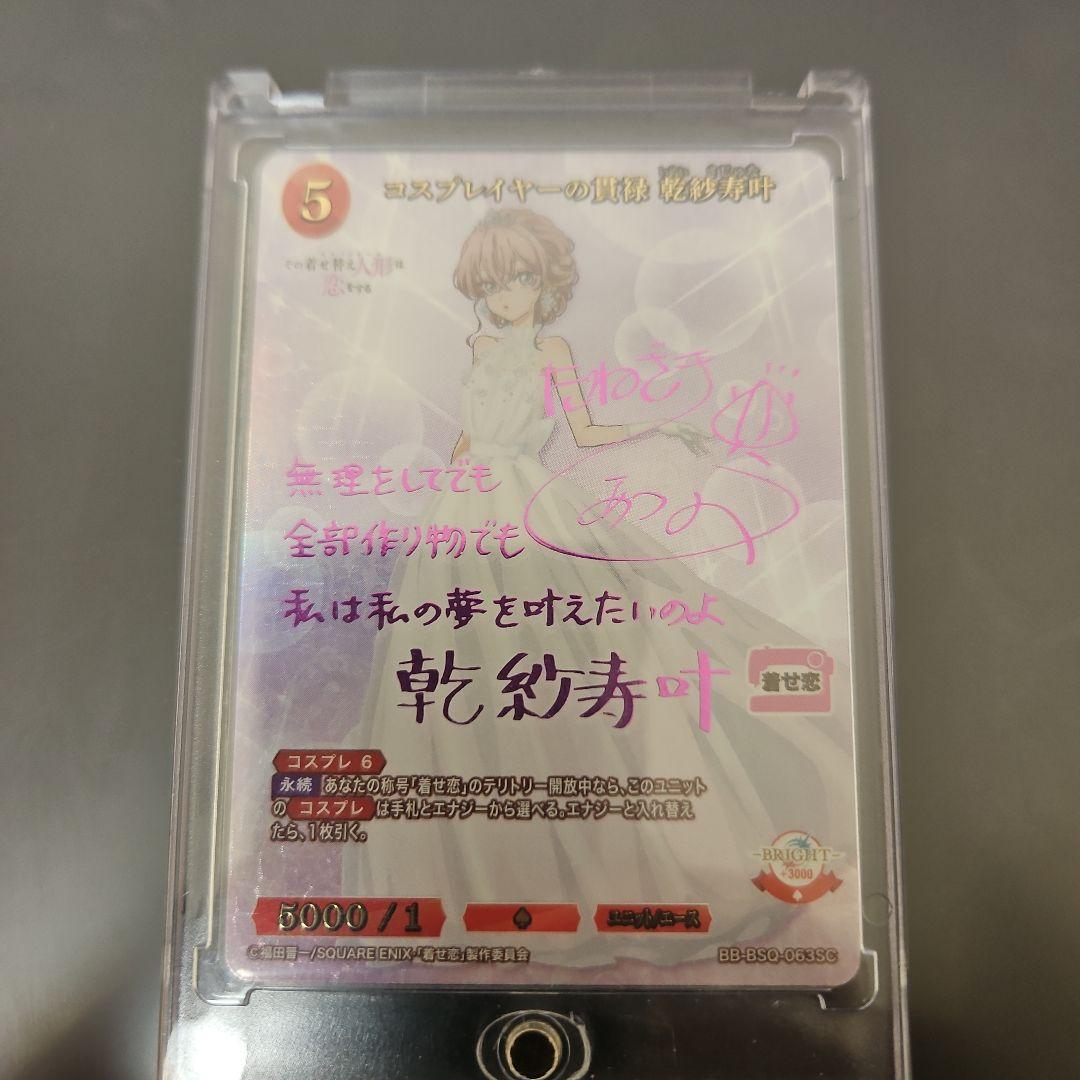 5
コスプレイヤーの貫禄 乾紗寿叶
その着せ替え人形は
恋をする
たねざき
あつみ
無理をしてでも
全部作り物でも
私は私の夢を叶えたいのよ
乾紗寿叶
着せ恋
コスプレ 6
永続 あなたの称号「着せ恋」のテリトリー開放中なら、このユニット
の コスプレ は手札とエナジーから選べる。エナジーと入れ替え
たら、1枚引く。
BRIGHT
+3000
5000 / 1
ユニット/エース
©福田晋一/SQUARE ENIX・「着せ恋」製作委員会
BB-BSQ-063SC